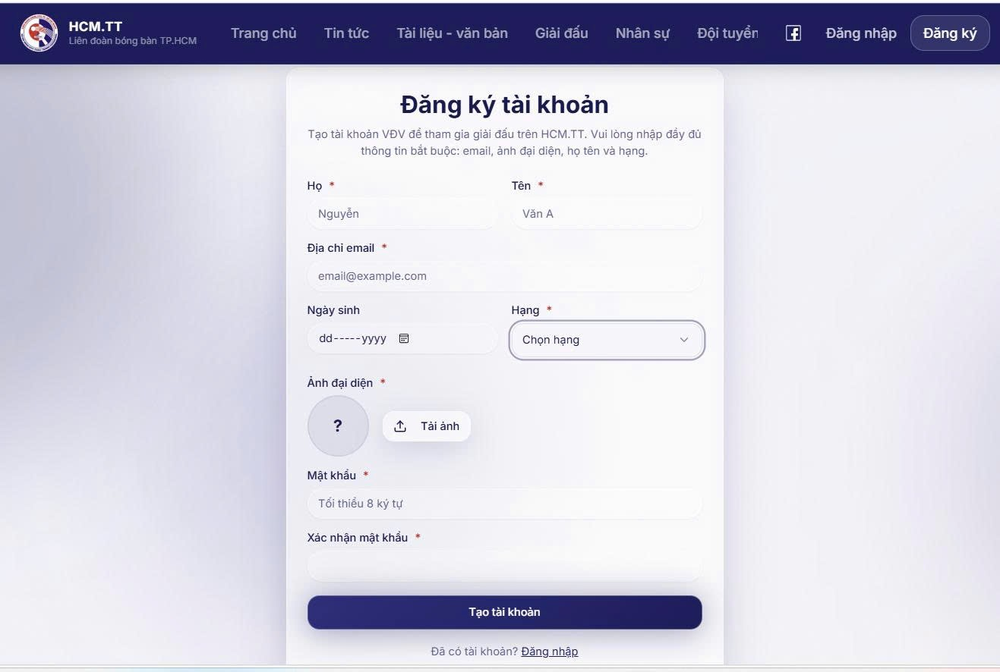 HCM.TT
Liên đoàn bóng bàn TP.HCM
Trang chủ Tin tức Tài liệu - văn bản Giải đấu Nhân sự Đội tuyển Đăng nhập Đăng ký
Đăng ký tài khoản
Tạo tài khoản VĐV để tham gia giải đấu trên HCM.TT. Vui lòng nhập đầy đủ
thông tin bắt buộc: email, ảnh đại diện, họ tên và hạng.
Họ * Tên *
Nguyễn Văn A
Địa chỉ email *
email@example.com
Ngày sinh Hạng *
dd-----yyyy Chọn hạng
Ảnh đại diện *
? Tải ảnh
Mật khẩu *
Tối thiểu 8 ký tự
Xác nhận mật khẩu *
Tạo tài khoản
Đã có tài khoản? Đăng nhập